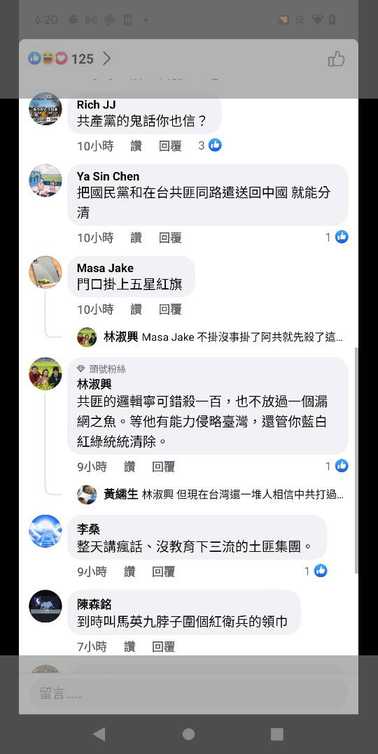 6:20
125
Rich JJ
共產黨的鬼話你也信？
10小時 讚 回覆 3
Ya Sin Chen
把國民黨和在台共匪同路遣送回中國 就能分
清
10小時 讚 回覆 1
Masa Jake
門口掛上五星紅旗
10小時 讚 回覆
林淑興 Masa Jake 不掛沒事掛了阿共就先殺了這...
頭號粉絲
林淑興
共匪的邏輯寧可錯殺一百，也不放過一個漏
網之魚。等他有能力侵略臺灣，還管你藍白
紅綠統統清除。
9小時 讚 回覆 1
黃繡生 林淑興 但現在台灣還一堆人相信中共打過...
李桑
整天講瘋話、沒教育下三流的土匪集團。
9小時 讚 回覆 1
陳森銘
到時叫馬英九脖子圍個紅衛兵的領巾
7小時 讚 回覆
留言......